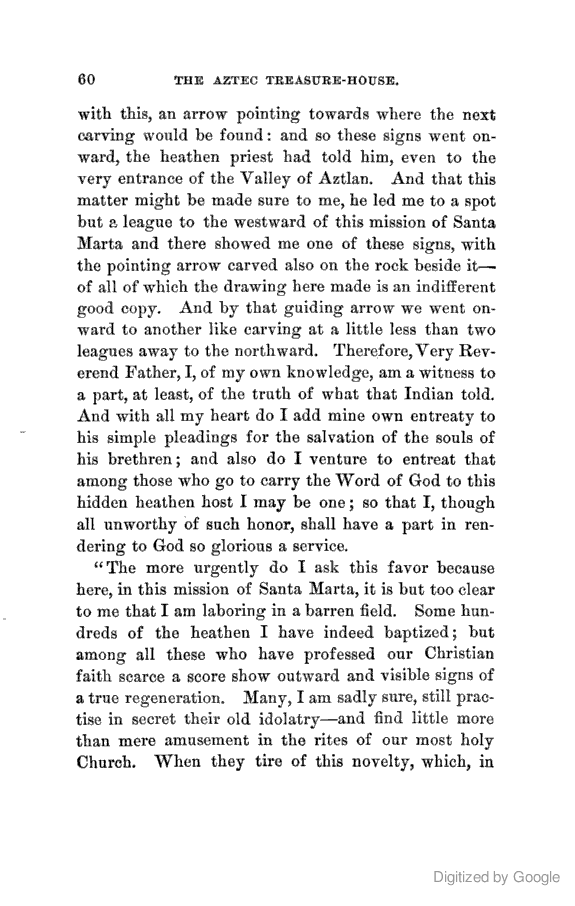 60 THE AZTEC TREASURE-HOUSE.
with this, an arrow pointing towards where the next
carving would be found: and so these signs went on-
ward, the heathen priest had told him, even to the
very entrance of the Valley of Aztlan. And that this
matter might be made sure to me, he led me to a spot
but a league to the westward of this mission of Santa
Marta and there showed me one of these signs, with
the pointing arrow carved also on the rock beside it—
of all of which the drawing here made is an indifferent
good copy. And by that guiding arrow we went on-
ward to another like carving at a little less than two
leagues away to the northward. Therefore, Very Rev-
erend Father, I, of my own knowledge, am a witness to
a part, at least, of the truth of what that Indian told.
And with all my heart do I add mine own entreaty to
his simple pleadings for the salvation of the souls of
his brethren; and also do I venture to entreat that
among those who go to carry the Word of God to this
hidden heathen host I may be one; so that I, though
all unworthy of such honor, shall have a part in ren-
dering to God so glorious a service.
"The more urgently do I ask this favor because
here, in this mission of Santa Marta, it is but too clear
to me that I am laboring in a barren field. Some hun-
dreds of the heathen I have indeed baptized; but
among all these who have professed our Christian
faith scarce a score show outward and visible signs of
a true regeneration. Many, I am sadly sure, still prac-
tise in secret their old idolatry—and find little more
than mere amusement in the rites of our most holy
Church. When they tire of this novelty, which, in
Digitized by Google